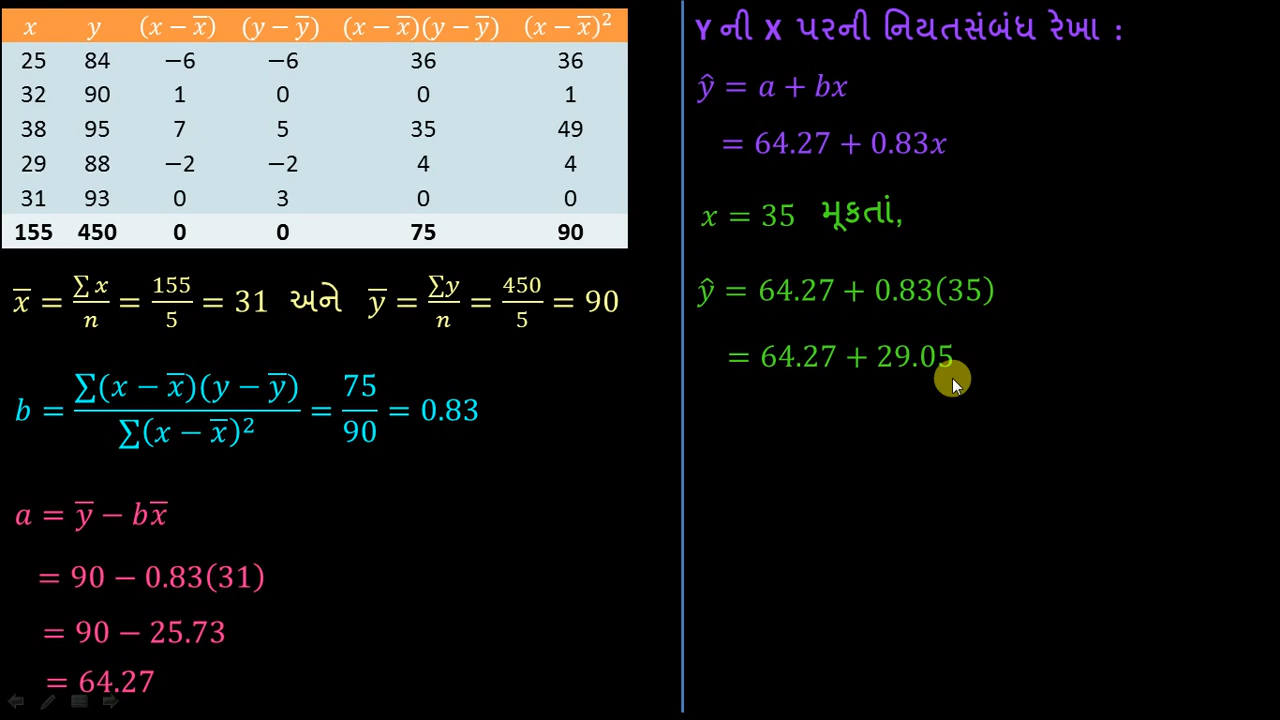 x y (x − x̅) (y − y̅) (x − x̅)(y − y̅) (x − x̅)²
25 84 −6 −6 36 36
32 90 1 0 0 1
38 95 7 5 35 49
29 88 −2 −2 4 4
31 93 0 3 0 0
155 450 0 0 75 90
x̅ = ∑x/n = 155/5 = 31 અને y̅ = ∑y/n = 450/5 = 90
b = ∑(x − x̅)(y − y̅)/∑(x − x̅)² = 75/90 = 0.83
a = y̅ − bx̅
= 90 − 0.83(31)
= 90 − 25.73
= 64.27
Y ની X પરની નિયતસંબંધ રેખા :
ŷ = a + bx
= 64.27 + 0.83x
x = 35 મૂકતાં,
ŷ = 64.27 + 0.83(35)
= 64.27 + 29.05